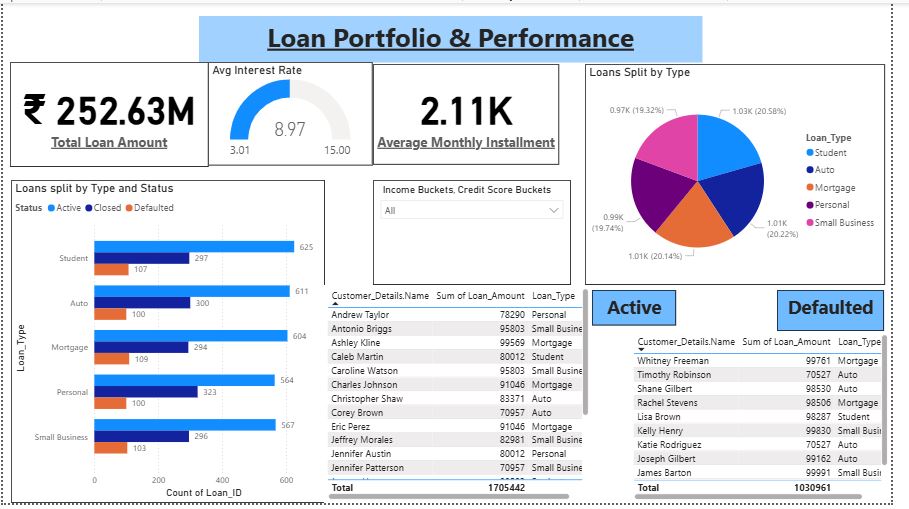 Loan Portfolio & Performance
₹ 252.63M
Total Loan Amount
Avg Interest Rate
8.97
3.01
15.00
2.11K
Average Monthly Installment
Loans Split by Type
0.97K (19.32%)
1.03K (20.58%)
0.99K
(19.74%)
1.01K
(20.22%)
1.01K (20.14%)
Loan_Type
Student
Auto
Mortgage
Personal
Small Business
Loans split by Type and Status
Status Active Closed Defaulted
Loan_Type
Student
625
297
107
Auto
611
300
100
Mortgage
604
294
109
Personal
564
323
100
Small Business
567
296
103
0 200 400 600
Count of Loan_ID
Income Buckets, Credit Score Buckets
All
Customer_Details.Name Sum of Loan_Amount Loan_Type
Andrew Taylor 78290 Personal
Antonio Briggs 95803 Small Busine
Ashley Kline 99569 Mortgage
Caleb Martin 80012 Student
Caroline Watson 95803 Small Busine
Charles Johnson 91046 Mortgage
Christopher Shaw 83371 Auto
Corey Brown 70957 Auto
Eric Perez 91046 Mortgage
Jeffrey Morales 82981 Small Busine
Jennifer Austin 80012 Personal
Jennifer Patterson 70957 Small Busine
Total 1705442
Active
Defaulted
Customer_Details.Name Sum of Loan_Amount Loan_Type
Whitney Freeman 99761 Mortgage
Timothy Robinson 70527 Auto
Shane Gilbert 98530 Auto
Rachel Stevens 98506 Mortgage
Lisa Brown 98287 Student
Kelly Henry 99830 Small Busi
Katie Rodriguez 70527 Auto
Joseph Gilbert 99162 Auto
James Barton 99991 Small Busi
Total 1030961